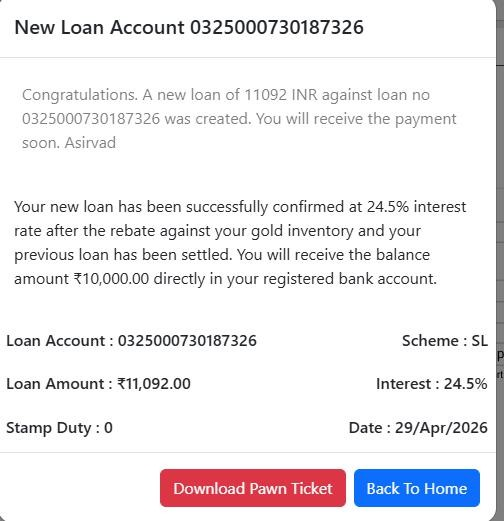 New Loan Account 0325000730187326
Congratulations. A new loan of 11092 INR against loan no
0325000730187326 was created. You will receive the payment
soon. Asirvad
Your new loan has been successfully confirmed at 24.5% interest
rate after the rebate against your gold inventory and your
previous loan has been settled. You will receive the balance
amount ₹10,000.00 directly in your registered bank account.
Loan Account : 0325000730187326 Scheme : SL
Loan Amount : ₹11,092.00 Interest : 24.5%
Stamp Duty : 0 Date : 29/Apr/2026
Download Pawn Ticket Back To Home